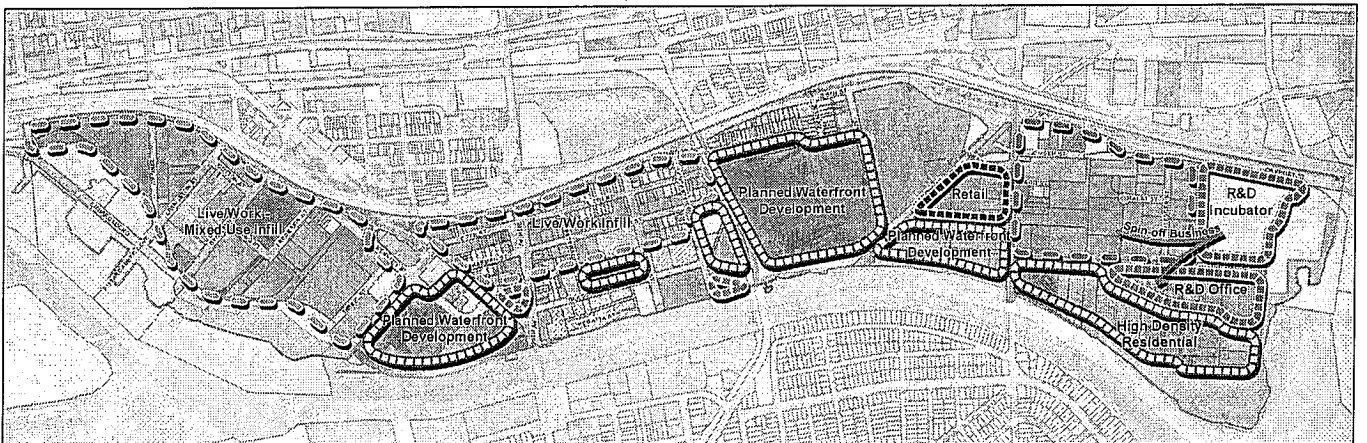 Live/Work
Mixed-Use Infill
Planned Waterfront
Development
Live/Work Infill
Planned Waterfront
Development
Retail
Planned Waterfront
Development
R&D
Incubator
Spin-off
R&D Office
High Density
Residential